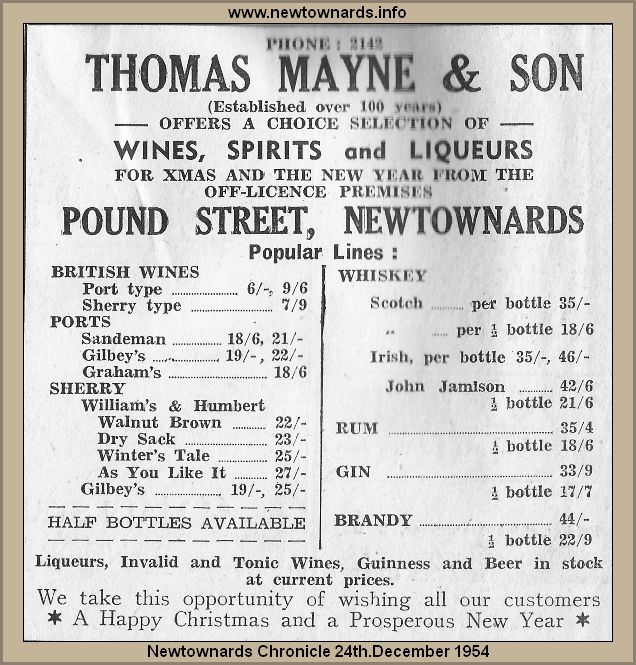 www.newtownards.info
PHONE : 2142
THOMAS MAYNE & SON
(Established over 100 years)
— OFFERS A CHOICE SELECTION OF —
WINES, SPIRITS and LIQUEURS
FOR XMAS AND THE NEW YEAR FROM THE
OFF-LICENCE PREMISES
POUND STREET, NEWTOWNARDS
Popular Lines :
BRITISH WINES
Port type ........ 6/-, 9/6
Sherry type ........ 7/9
PORTS
Sandeman ........ 18/6, 21/-
Gilbey's ........ 19/-, 22/-
Graham's ........ 18/6
SHERRY
William's & Humbert
Walnut Brown ........ 22/-
Dry Sack ........ 23/-
Winter's Tale ........ 25/-
As You Like It ........ 27/-
Gilbey's ........ 19/-, 25/-
HALF BOTTLES AVAILABLE
WHISKEY
Scotch ........ per bottle 35/-
„ ..... per ½ bottle 18/6
Irish, per bottle 35/-, 46/-
John Jamlson ........ 42/6
½ bottle 21/6
RUM ........ 35/4
½ bottle 18/6
GIN ........ 33/9
½ bottle 17/7
BRANDY ........ 44/-
½ bottle 22/9
Liqueurs, Invalid and Tonic Wines, Guinness and Beer in stock
at current prices.
We take this opportunity of wishing all our customers
* A Happy Christmas and a Prosperous New Year *
Newtownards Chronicle 24th.December 1954